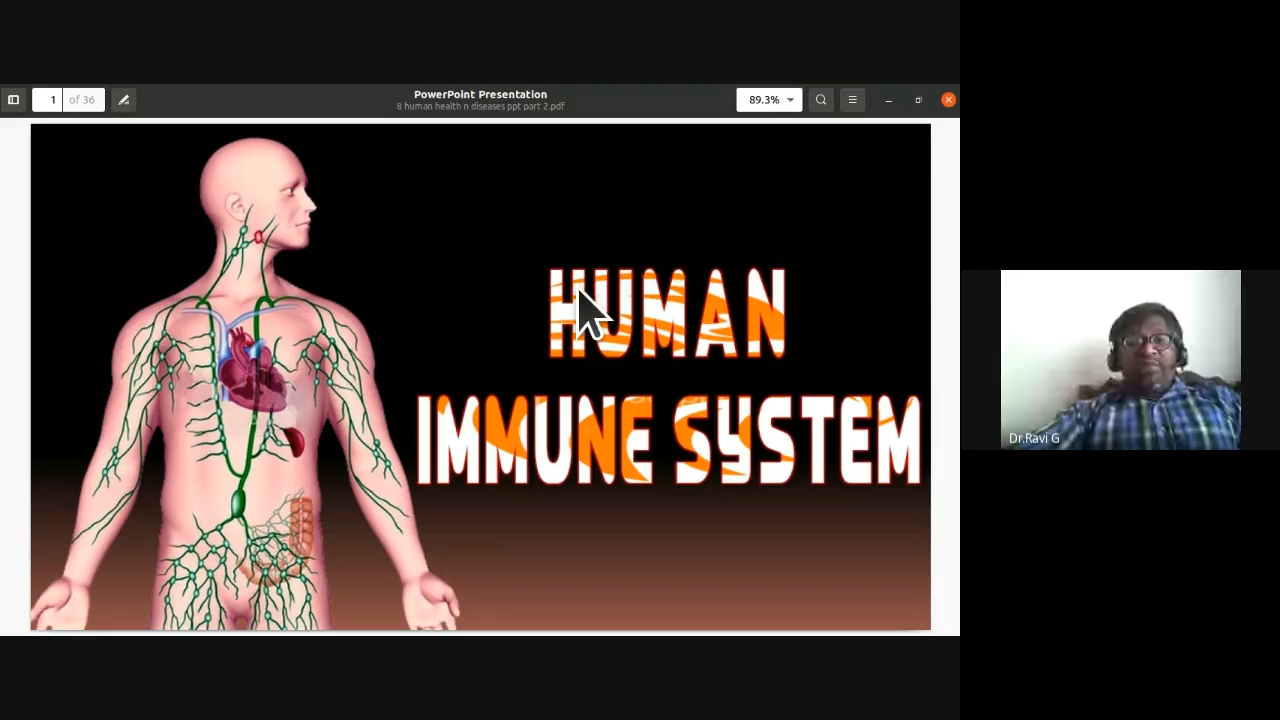 PowerPoint Presentation
8 human health n diseases ppt part 2.pdf
1 of 36
89.3%
HUMAN
IMMUNE SYSTEM
Dr.Ravi G